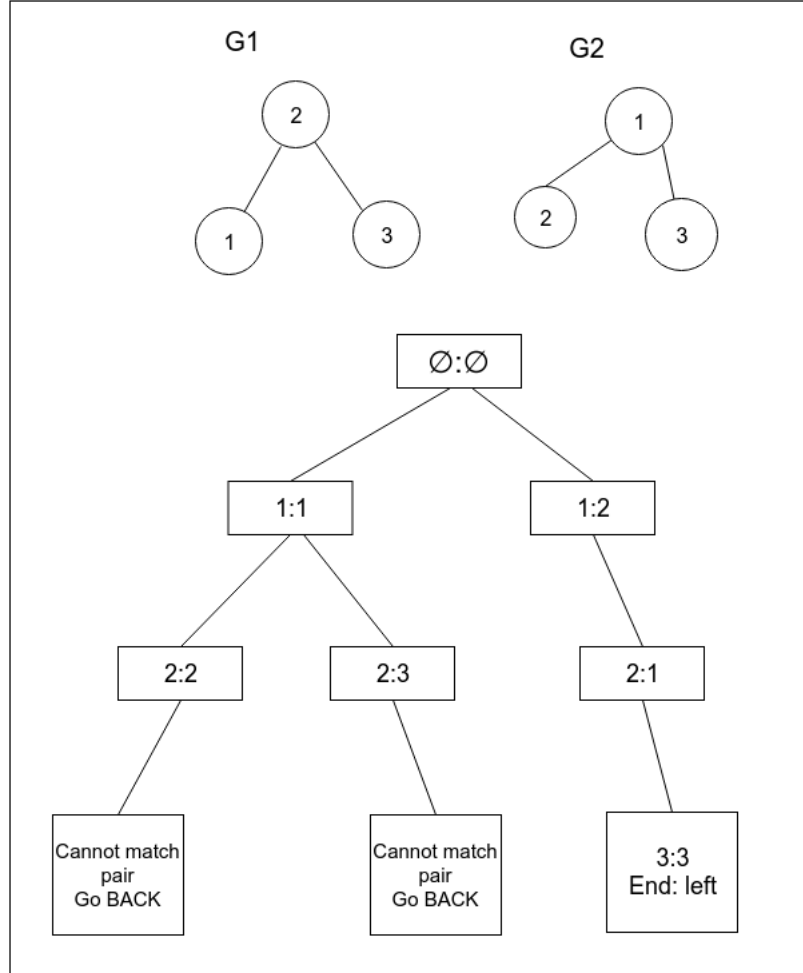 G1
G2
2
1
1
3
2
3
∅:∅
1:1
1:2
2:2
2:3
2:1
Cannot match
pair
Go BACK
Cannot match
pair
Go BACK
3:3
End: left